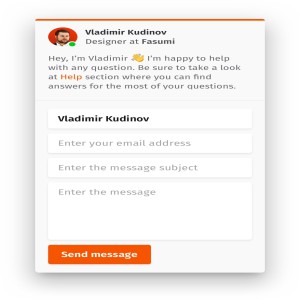 Vladimir Kudinov
Designer at Fasumi
Hey, I'm Vladimir 👋 I'm happy to help
with any question. Be sure to take a look
at Help section where you can find
answers for the most of your questions.
Vladimir Kudinov
Enter your email address
Enter the message subject
Enter the message
Send message